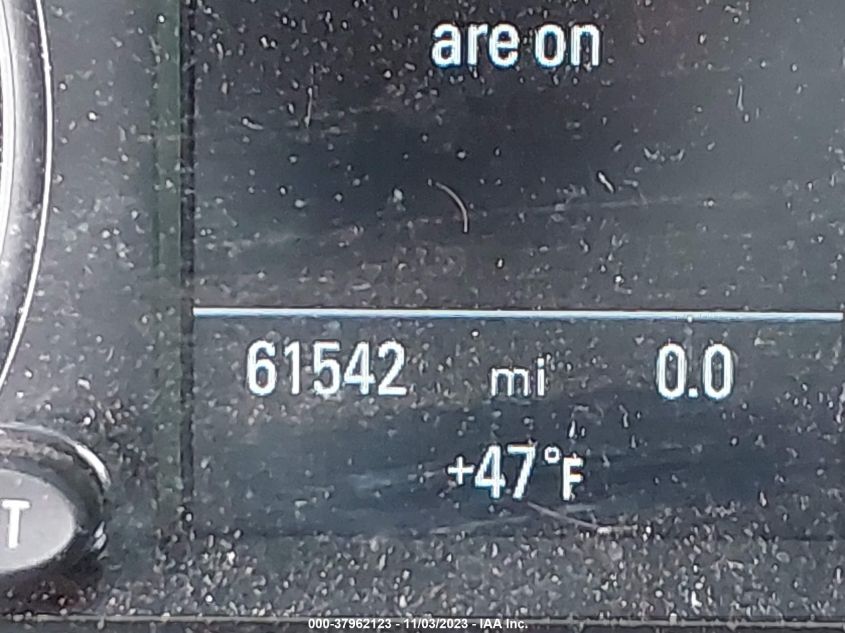 are on
61542 mi 0.0
+47°F
T
000-37962123 - 11/03/2023 - IAA Inc.